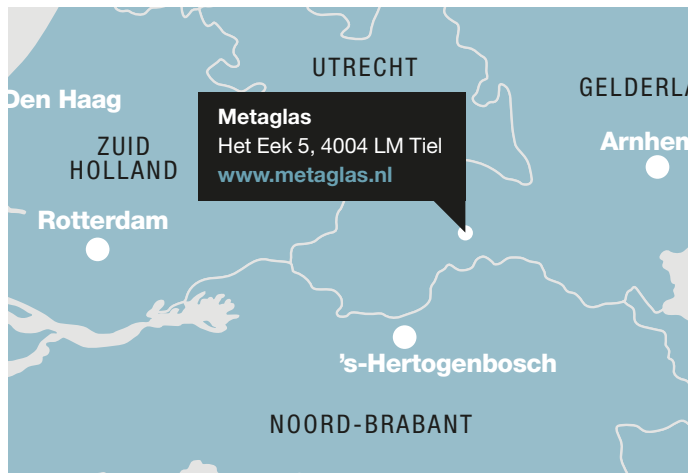 UTRECHT
GELDERLA
Den Haag
Metaglas
Het Eek 5, 4004 LM Tiel
www.metaglas.nl
ZUID
HOLLAND
Arnhem
Rotterdam
's-Hertogenbosch
NOORD-BRABANT